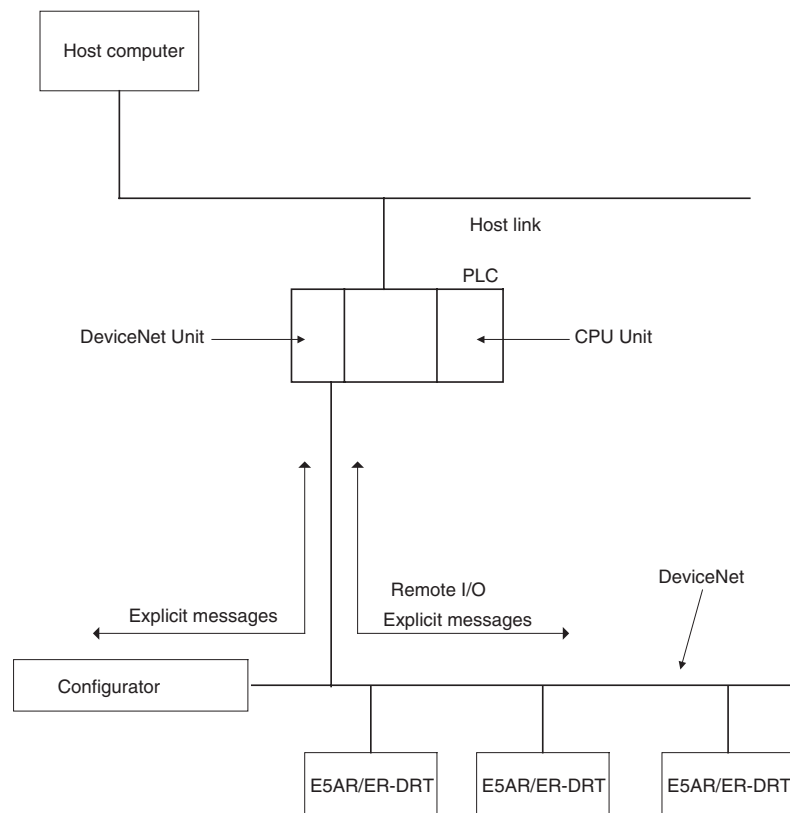 Host computer
Host link
PLC
DeviceNet Unit
CPU Unit
DeviceNet
Remote I/O
Explicit messages
Explicit messages
Configurator
E5AR/ER-DRT
E5AR/ER-DRT
E5AR/ER-DRT